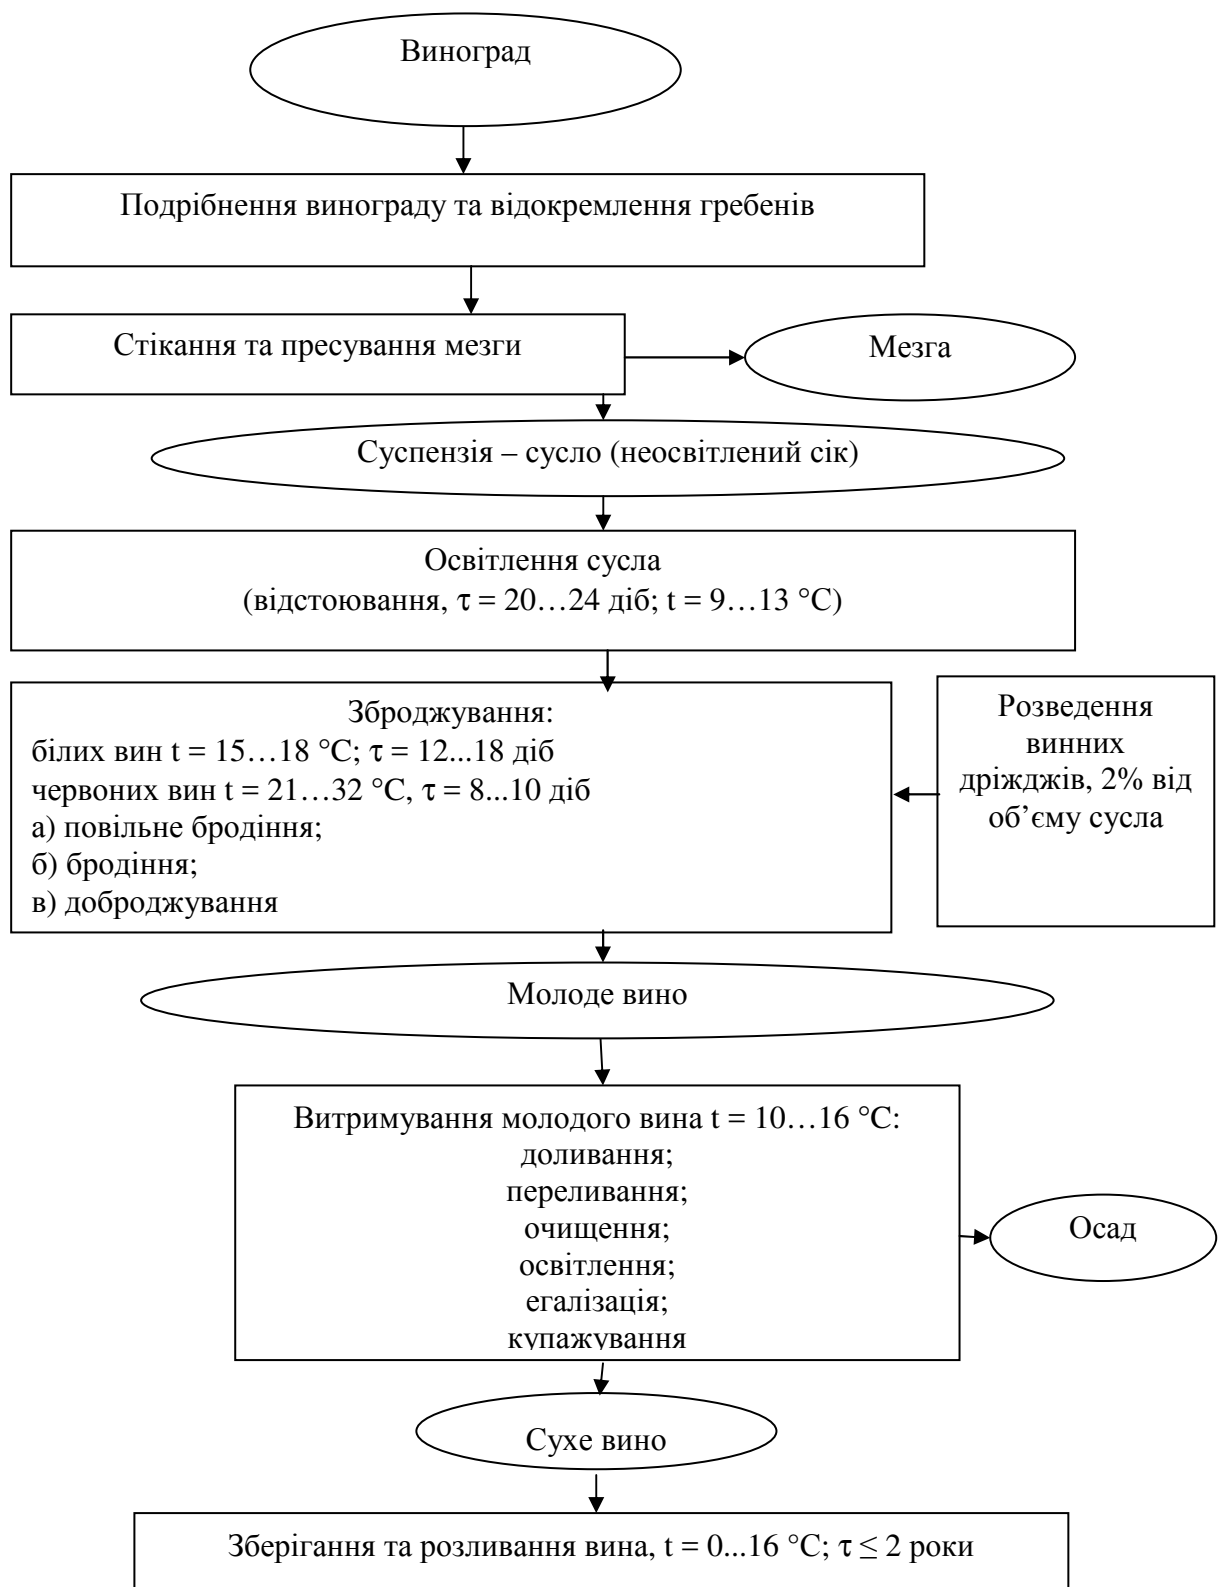 Виноград
Подрібнення винограду та відокремлення гребенів
Стікання та пресування мезги
Мезга
Суспензія – сусло (неосвітлений сік)
Освітлення сусла
(відстоювання, τ = 20…24 діб; t = 9…13 °C)
Зброджування:
білих вин t = 15…18 °C; τ = 12...18 діб
червоних вин t = 21…32 °C, τ = 8...10 діб
а) повільне бродіння;
б) бродіння;
в) доброджування
Розведення
винних
дріжджів, 2% від
об’єму сусла
Молоде вино
Витримування молодого вина t = 10…16 °C:
доливання;
переливання;
очищення;
освітлення;
егалізація;
купажування
Осад
Сухе вино
Зберігання та розливання вина, t = 0...16 °C; τ ≤ 2 роки